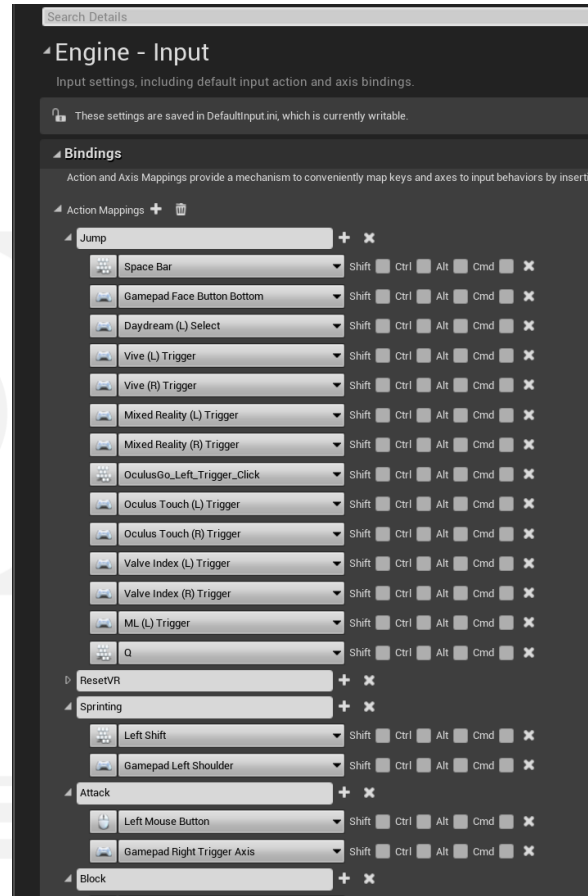 Search Details
Engine - Input
Input settings, including default input action and axis bindings.
These settings are saved in DefaultInput.ini, which is currently writable.
Bindings
Action and Axis Mappings provide a mechanism to conveniently map keys and axes to input behaviors by inserti
Action Mappings
Jump
Space Bar Shift Ctrl Alt Cmd
Gamepad Face Button Bottom Shift Ctrl Alt Cmd
Daydream (L) Select Shift Ctrl Alt Cmd
Vive (L) Trigger Shift Ctrl Alt Cmd
Vive (R) Trigger Shift Ctrl Alt Cmd
Mixed Reality (L) Trigger Shift Ctrl Alt Cmd
Mixed Reality (R) Trigger Shift Ctrl Alt Cmd
OculusGo_Left_Trigger_Click Shift Ctrl Alt Cmd
Oculus Touch (L) Trigger Shift Ctrl Alt Cmd
Oculus Touch (R) Trigger Shift Ctrl Alt Cmd
Valve Index (L) Trigger Shift Ctrl Alt Cmd
Valve Index (R) Trigger Shift Ctrl Alt Cmd
ML (L) Trigger Shift Ctrl Alt Cmd
Q Shift Ctrl Alt Cmd
ResetVR
Sprinting
Left Shift Shift Ctrl Alt Cmd
Gamepad Left Shoulder Shift Ctrl Alt Cmd
Attack
Left Mouse Button Shift Ctrl Alt Cmd
Gamepad Right Trigger Axis Shift Ctrl Alt Cmd
Block